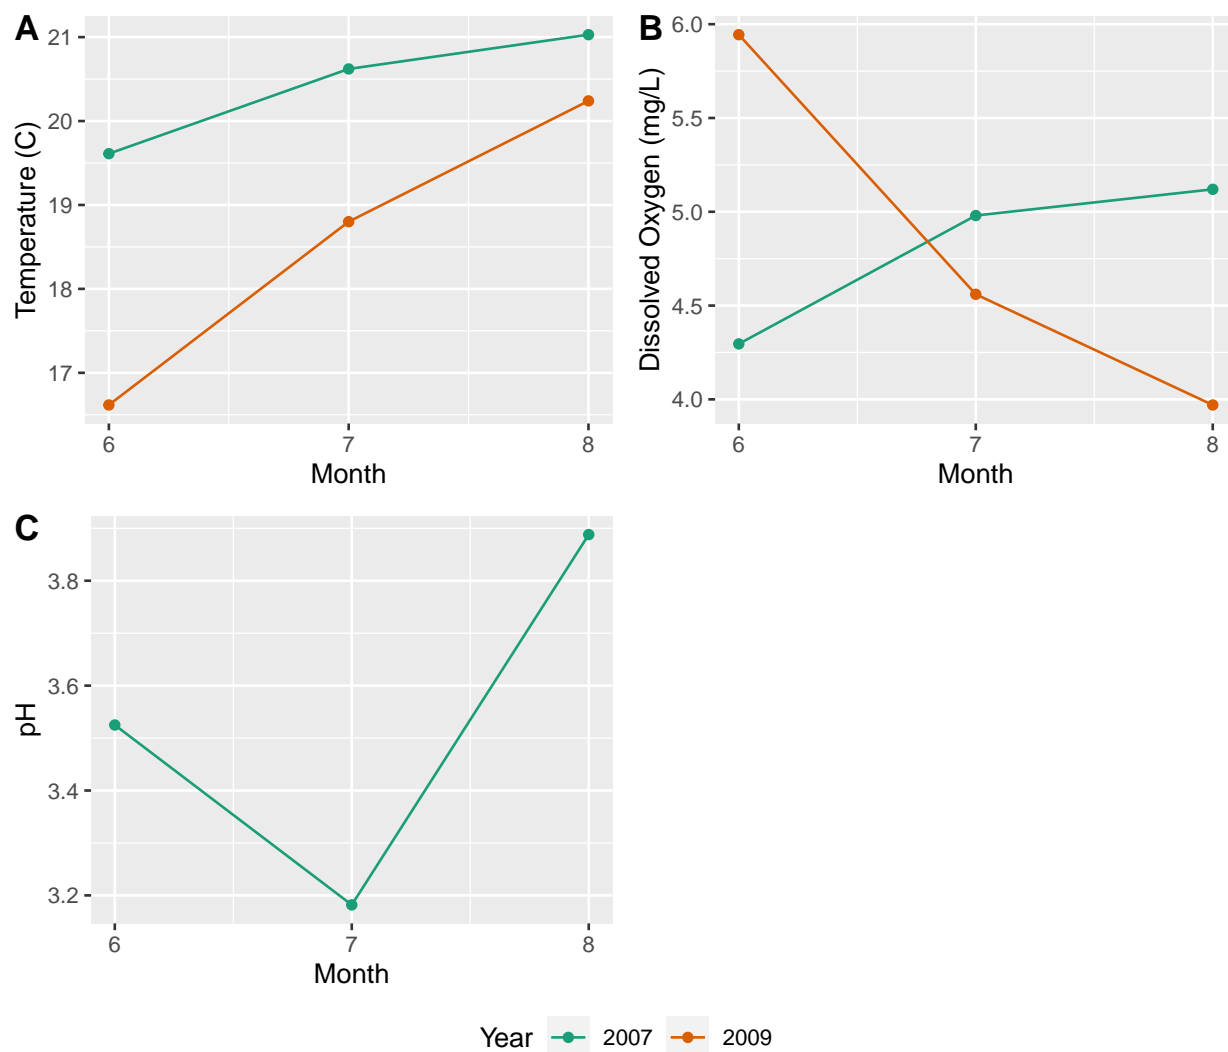 A
Temperature (C)
21
20
19
18
17
6 7 8
Month
B
Dissolved Oxygen (mg/L)
6.0
5.5
5.0
4.5
4.0
6 7 8
Month
C
pH
3.8
3.6
3.4
3.2
6 7 8
Month
Year 2007 2009